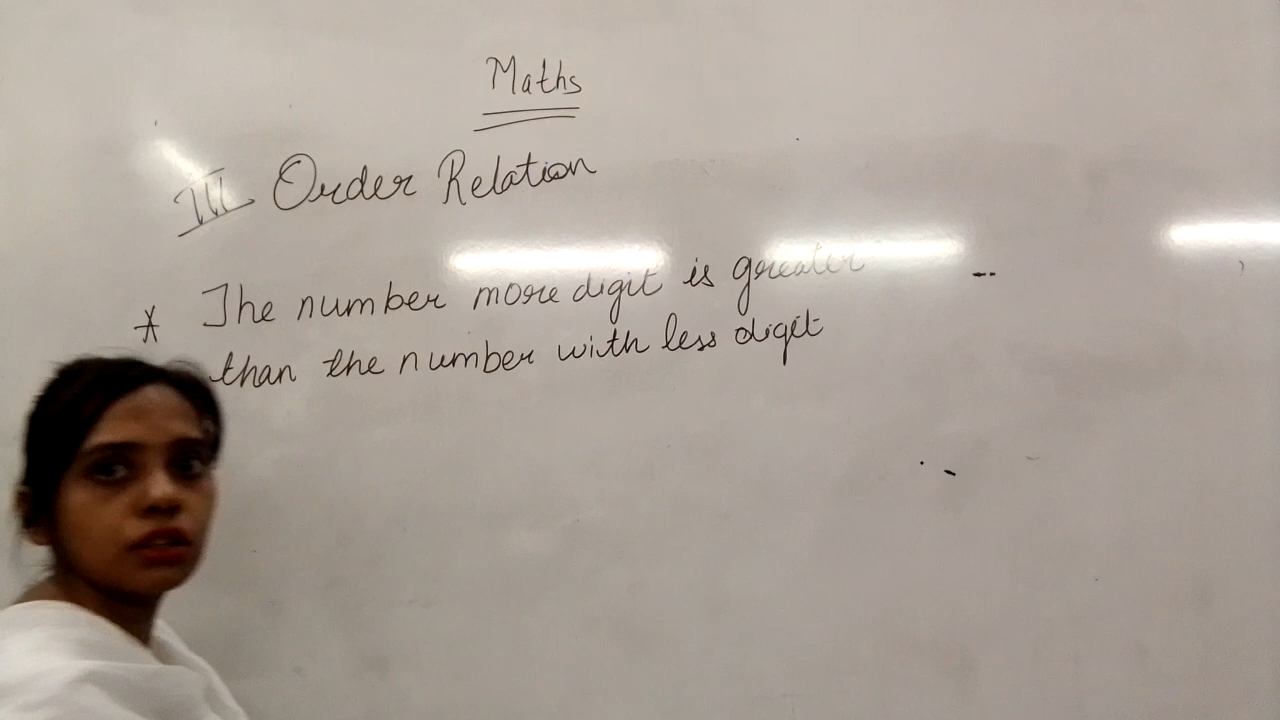 Maths
III Order Relation
* The number more digit is greater
than the number with less digit